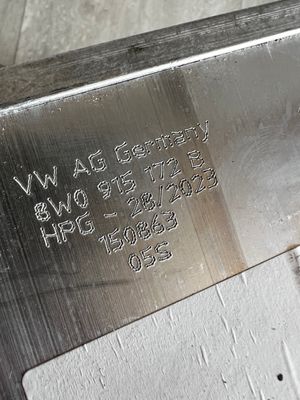 VW AG Germany
8W0 915 172 B
HPG - 28/2023
150863
05S